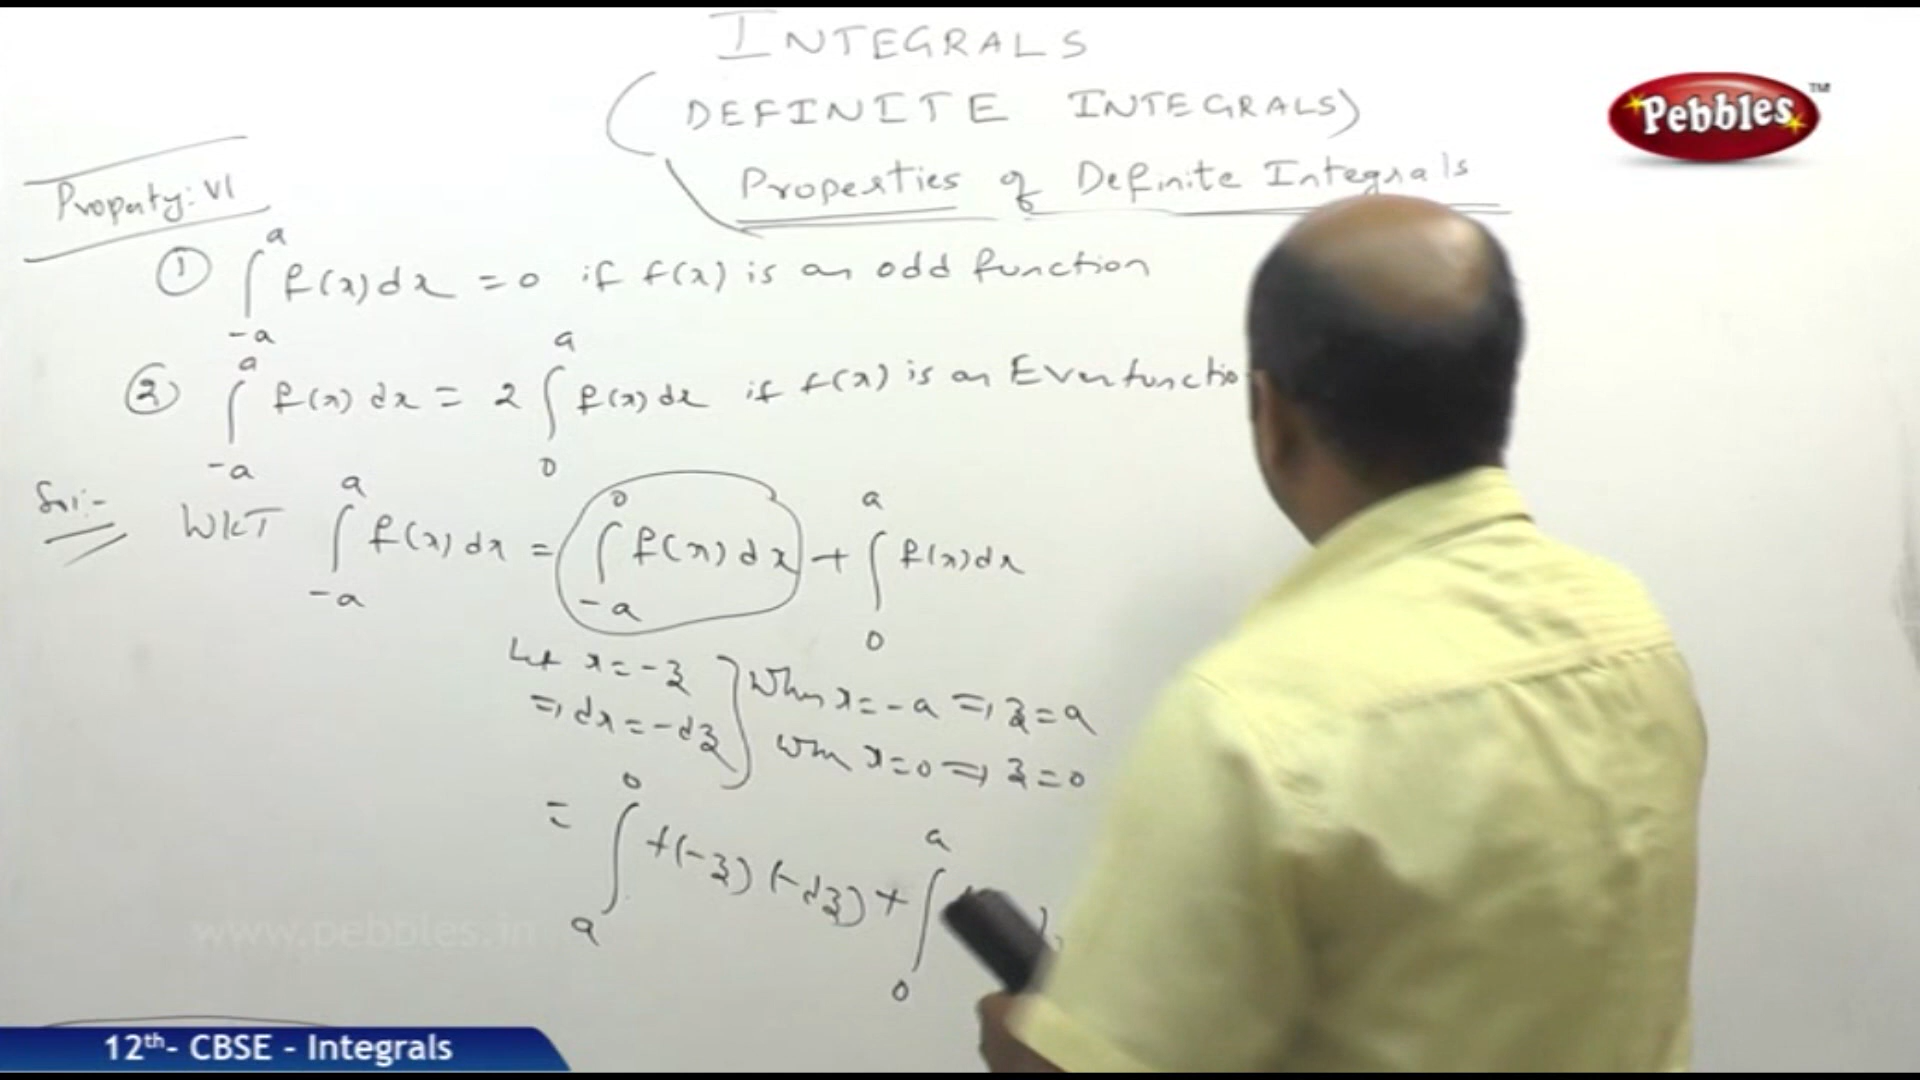 INTEGRALS
(DEFINITE INTEGRALS)
Properties of Definite Integrals
Pebbles™
Property: VI
① ∫_{-a}^{a} f(x) dx = 0 if f(x) is an odd function
② ∫_{-a}^{a} f(x) dx = 2 ∫_{0}^{a} f(x) dx if f(x) is an Even functio
Sol:-
WKT ∫_{-a}^{a} f(x) dx = ∫_{-a}^{0} f(x) dx + ∫_{0}^{a} f(x) dx
Let x = -z } When x = -a ⇒ z = a
⇒ dx = -dz } When x = 0 ⇒ z = 0
= ∫_{a}^{0} f(-z) (-dz) + ∫_{0}^{a}
www.pebbles.in
12th- CBSE - Integrals